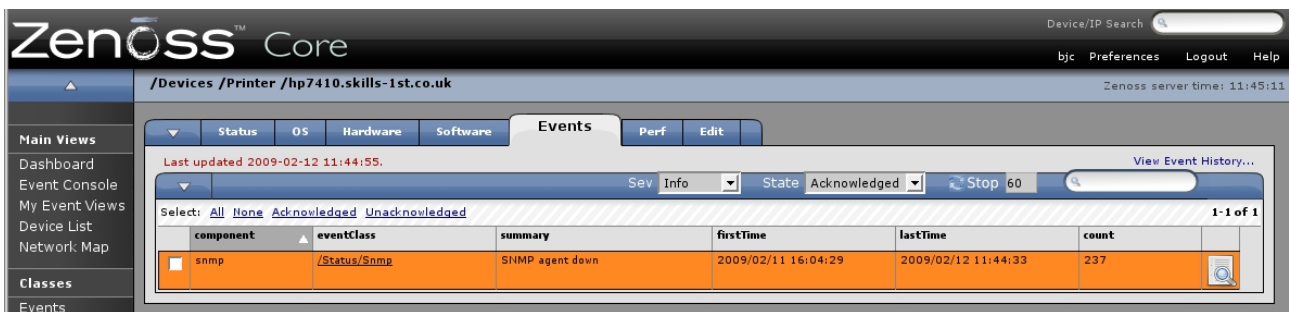 Device/IP Search
Zenoss™ Core
bjc Preferences Logout Help
/Devices /Printer /hp7410.skills-1st.co.uk
Zenoss server time: 11:45:11
Main Views
Dashboard
Event Console
My Event Views
Device List
Network Map
Classes
Events
Status OS Hardware Software Events Perf Edit
Last updated 2009-02-12 11:44:55.
View Event History...
Sev Info State Acknowledged Stop 60
Select: All None Acknowledged Unacknowledged
1-1 of 1
component eventClass summary firstTime lastTime count
snmp /Status/Snmp SNMP agent down 2009/02/11 16:04:29 2009/02/12 11:44:33 237